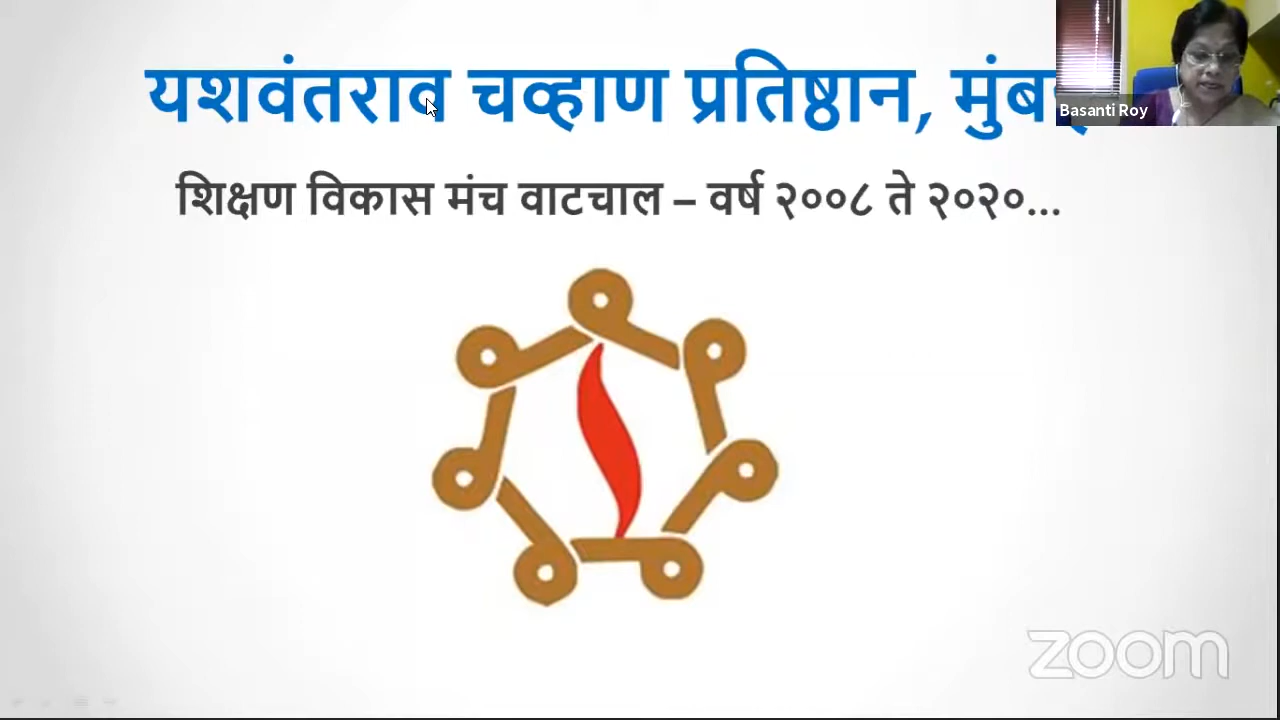 यशवंतराव चव्हाण प्रतिष्ठान,
Basanti Roy
शिक्षण विकास मंच वाटचाल – वर्ष २००८ ते २०२०...
zoom